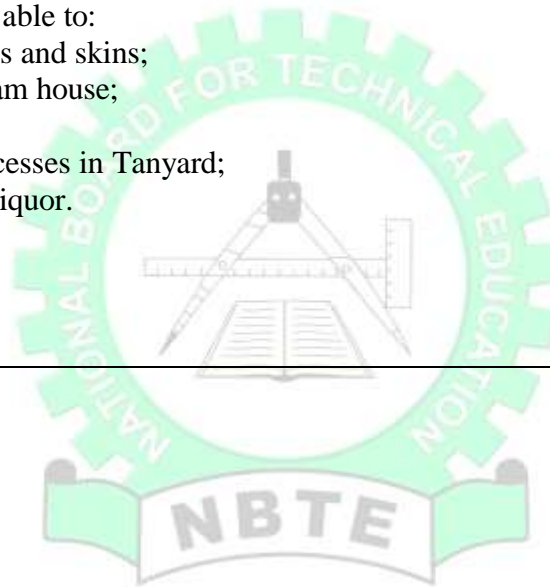 able to:
s and skins;
am house;
cesses in Tanyard;
iquor.
NATIONAL BOARD FOR TECHNICAL EDUCATION
NBTE